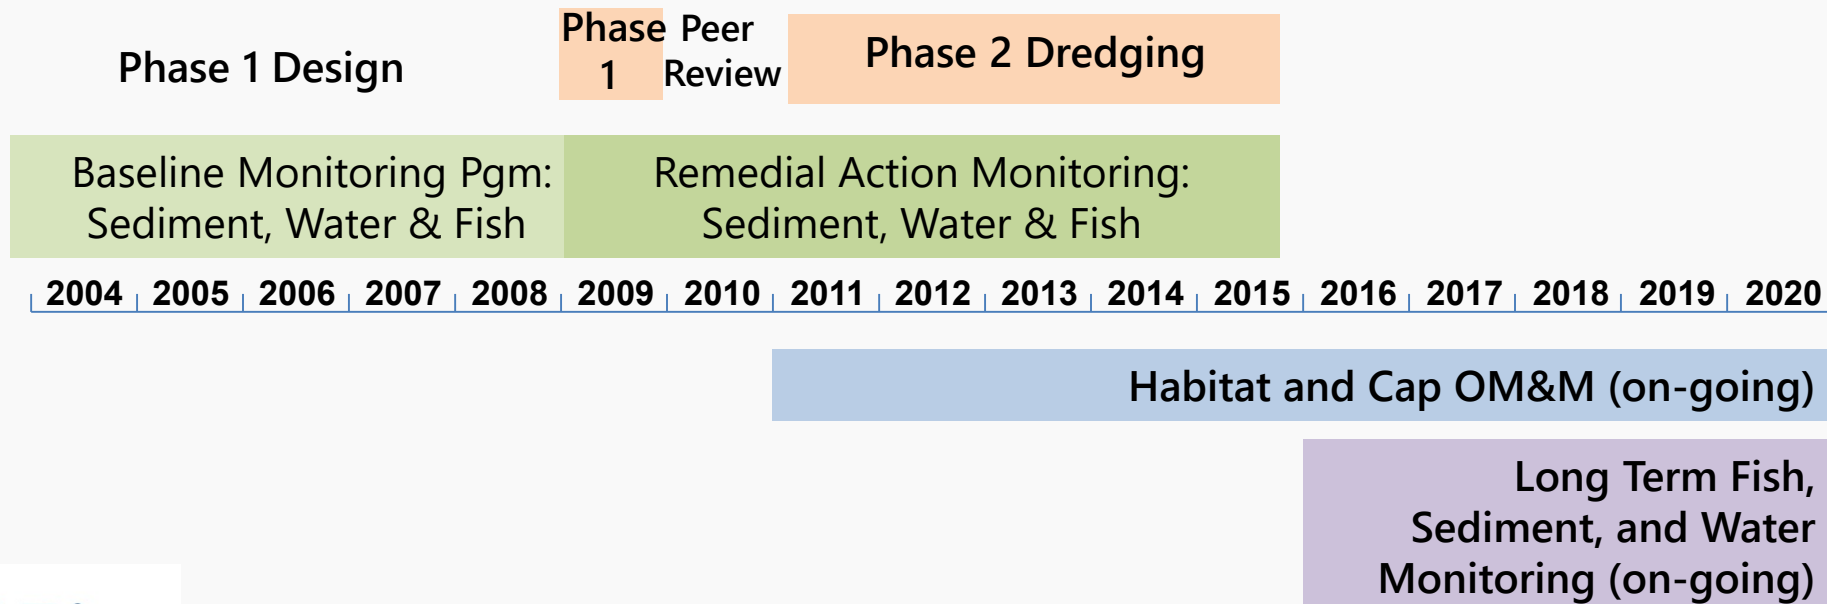 Phase 1 Design
Phase
1
Peer
Review
Phase 2 Dredging
Baseline Monitoring Pgm:
Sediment, Water & Fish
Remedial Action Monitoring:
Sediment, Water & Fish
2004 2005 2006 2007 2008 2009 2010 2011 2012 2013 2014 2015 2016 2017 2018 2019 2020
Habitat and Cap OM&M (on-going)
Long Term Fish,
Sediment, and Water
Monitoring (on-going)